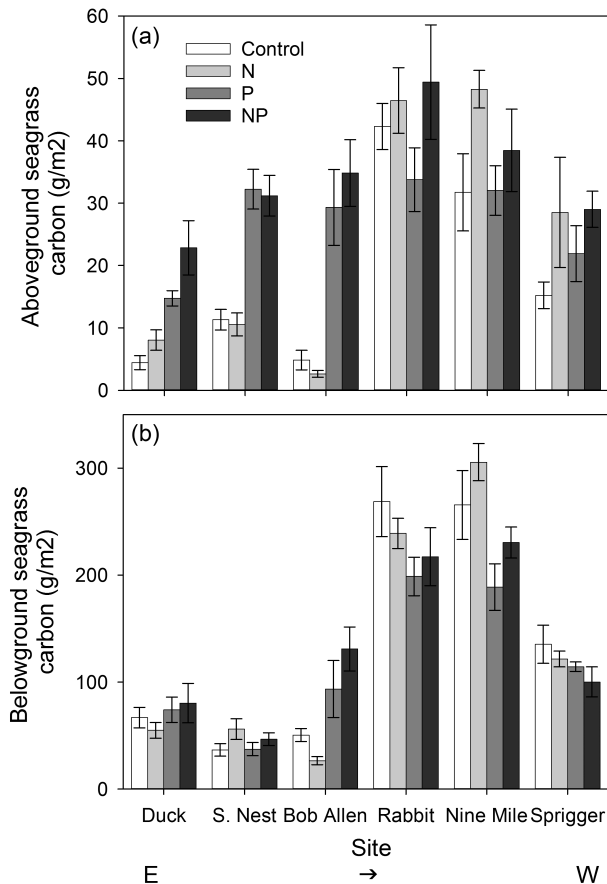 60
50
40
30
20
10
0
Aboveground seagrass
carbon (g/m2)
(a)
Control
N
P
NP
(b)
300
200
100
0
Belowground seagrass
carbon (g/m2)
Duck S. Nest Bob Allen Rabbit Nine Mile Sprigger
Site
E → W